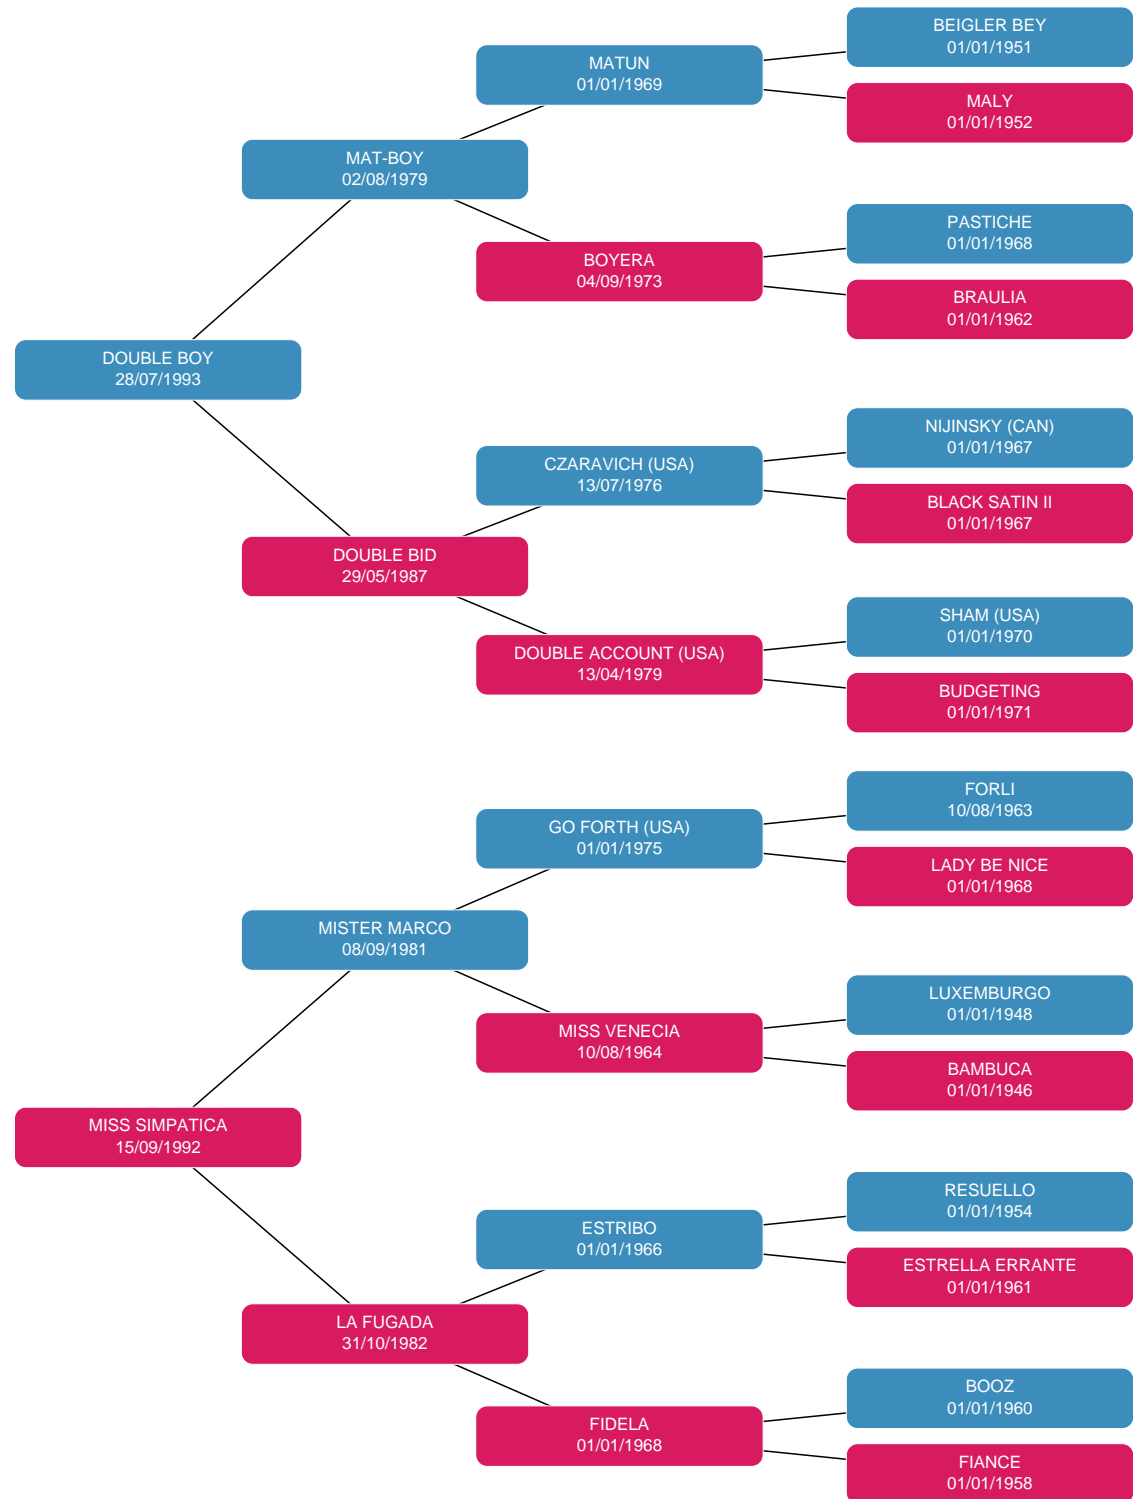 BEIGLER BEY
01/01/1951
MATUN
01/01/1969
MALY
01/01/1952
MAT-BOY
02/08/1979
PASTICHE
01/01/1968
BOYERA
04/09/1973
BRAULIA
01/01/1962
DOUBLE BOY
28/07/1993
NIJINSKY (CAN)
01/01/1967
CZARAVICH (USA)
13/07/1976
BLACK SATIN II
01/01/1967
DOUBLE BID
29/05/1987
SHAM (USA)
01/01/1970
DOUBLE ACCOUNT (USA)
13/04/1979
BUDGETING
01/01/1971
FORLI
10/08/1963
GO FORTH (USA)
01/01/1975
LADY BE NICE
01/01/1968
MISTER MARCO
08/09/1981
LUXEMBURGO
01/01/1948
MISS VENECIA
10/08/1964
BAMBUCA
01/01/1946
MISS SIMPATICA
15/09/1992
RESUELLO
01/01/1954
ESTRIBO
01/01/1966
ESTRELLA ERRANTE
01/01/1961
LA FUGADA
31/10/1982
BOOZ
01/01/1960
FIDELA
01/01/1968
FIANCE
01/01/1958